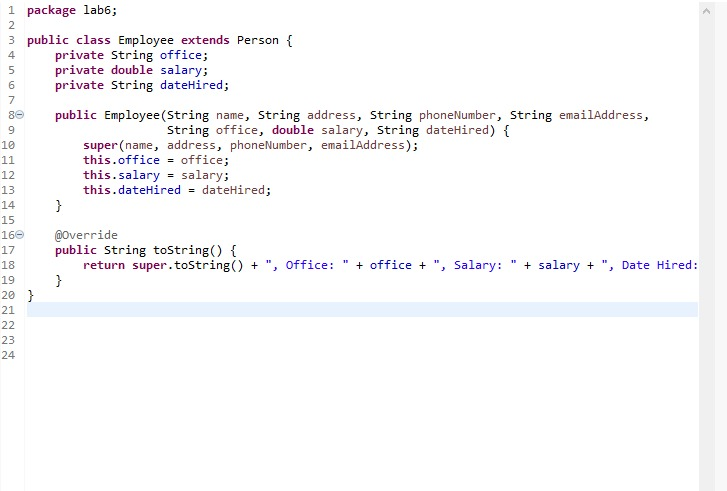 1 package lab6;
2
3 public class Employee extends Person {
4     private String office;
5     private double salary;
6     private String dateHired;
7
8     public Employee(String name, String address, String phoneNumber, String emailAddress,
9                     String office, double salary, String dateHired) {
10         super(name, address, phoneNumber, emailAddress);
11         this.office = office;
12         this.salary = salary;
13         this.dateHired = dateHired;
14     }
15
16     @Override
17     public String toString() {
18         return super.toString() + ", Office: " + office + ", Salary: " + salary + ", Date Hired:
19     }
20 }
21
22
23
24